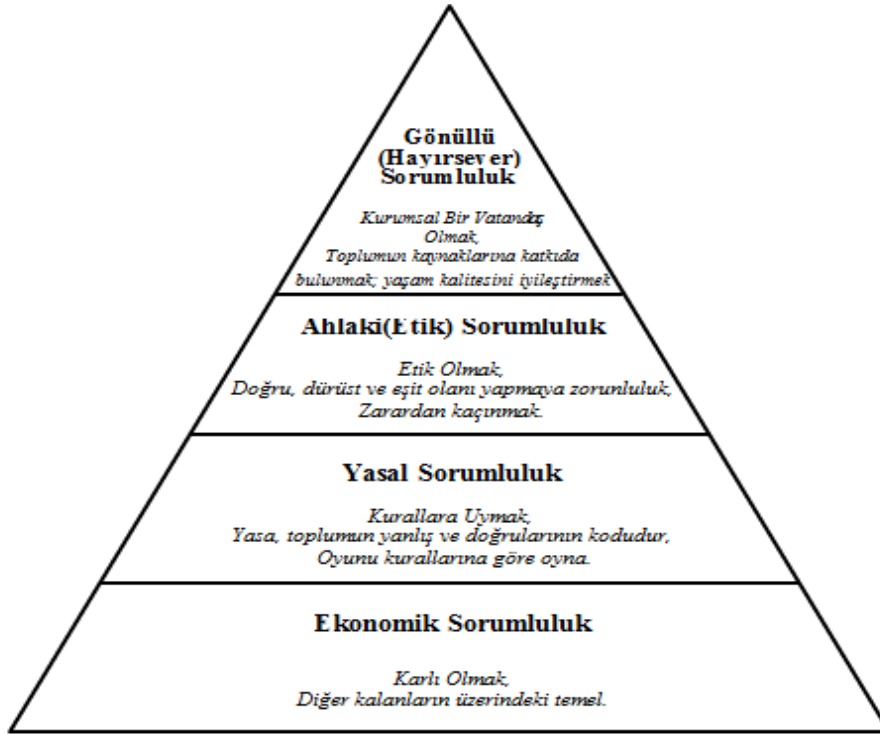 Gönüllü
(Hayırsever)
Sorumluluk
Kurumsal Bir Vatandaş
Olmak,
Toplumun kaynaklarına katkıda
bulunmak; yaşam kalitesini iyileştirmek
Ahlaki(Etik) Sorumluluk
Etik Olmak,
Doğru, dürüst ve eşit olanı yapmaya zorunluluk,
Zarardan kaçınmak.
Yasal Sorumluluk
Kurallara Uymak,
Yasa, toplumun yanlış ve doğrularının kodudur,
Oyunu kurallarına göre oyna.
Ekonomik Sorumluluk
Karlı Olmak,
Diğer kalanların üzerindeki temel.